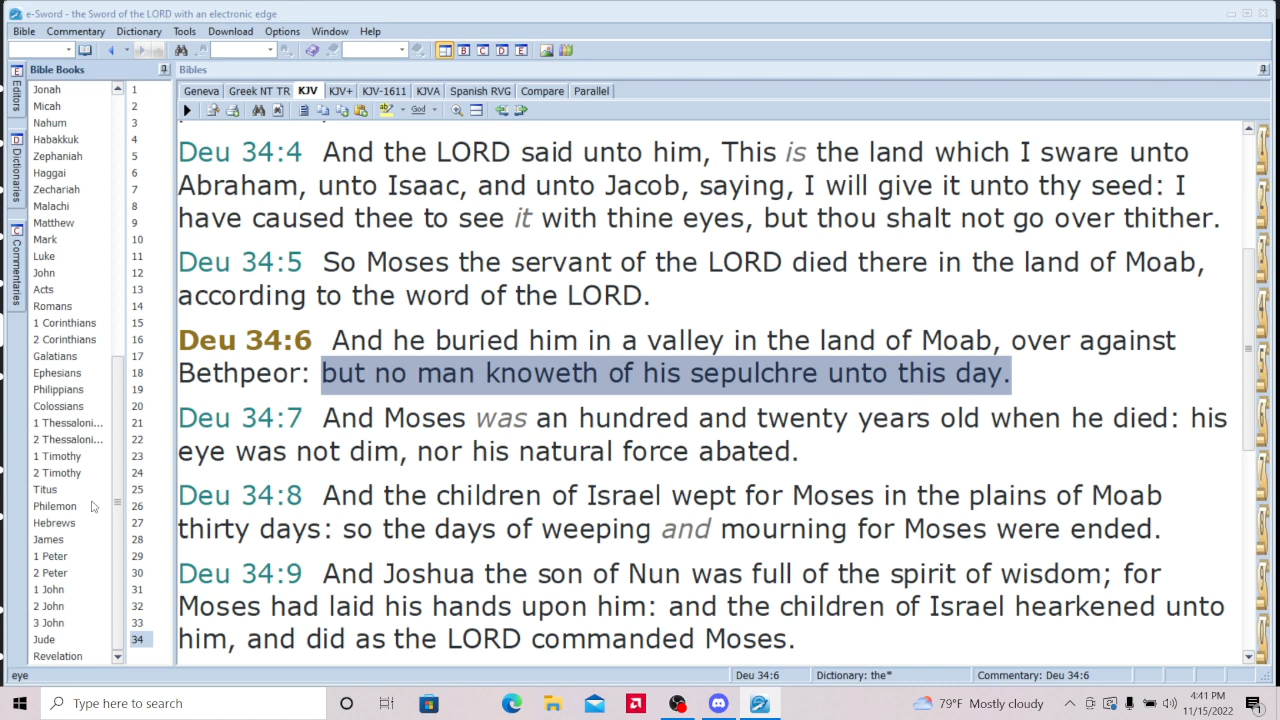 e-Sword - the Sword of the LORD with an electronic edge
Bible Commentary Dictionary Tools Download Options Window Help
Bible Books
Bibles
Editors
Dictionaries
Commentaries
Jonah
Micah
Nahum
Habakkuk
Zephaniah
Haggai
Zechariah
Malachi
Matthew
Mark
Luke
John
Acts
Romans
1 Corinthians
2 Corinthians
Galatians
Ephesians
Philippians
Colossians
1 Thessaloni...
2 Thessaloni...
1 Timothy
2 Timothy
Titus
Philemon
Hebrews
James
1 Peter
2 Peter
1 John
2 John
3 John
Jude
Revelation
1
2
3
4
5
6
7
8
9
10
11
12
13
14
15
16
17
18
19
20
21
22
23
24
25
26
27
28
29
30
31
32
33
34
Geneva Greek NT TR KJV KJV+ KJV-1611 KJVA Spanish RVG Compare Parallel
God
Deu 34:4 And the LORD said unto him, This is the land which I sware unto
Abraham, unto Isaac, and unto Jacob, saying, I will give it unto thy seed: I
have caused thee to see it with thine eyes, but thou shalt not go over thither.
Deu 34:5 So Moses the servant of the LORD died there in the land of Moab,
according to the word of the LORD.
Deu 34:6 And he buried him in a valley in the land of Moab, over against
Bethpeor: but no man knoweth of his sepulchre unto this day.
Deu 34:7 And Moses was an hundred and twenty years old when he died: his
eye was not dim, nor his natural force abated.
Deu 34:8 And the children of Israel wept for Moses in the plains of Moab
thirty days: so the days of weeping and mourning for Moses were ended.
Deu 34:9 And Joshua the son of Nun was full of the spirit of wisdom; for
Moses had laid his hands upon him: and the children of Israel hearkened unto
him, and did as the LORD commanded Moses.
eye
Deu 34:6
Dictionary: the*
Commentary: Deu 34:6
Type here to search
79°F Mostly cloudy
4:41 PM
11/15/2022